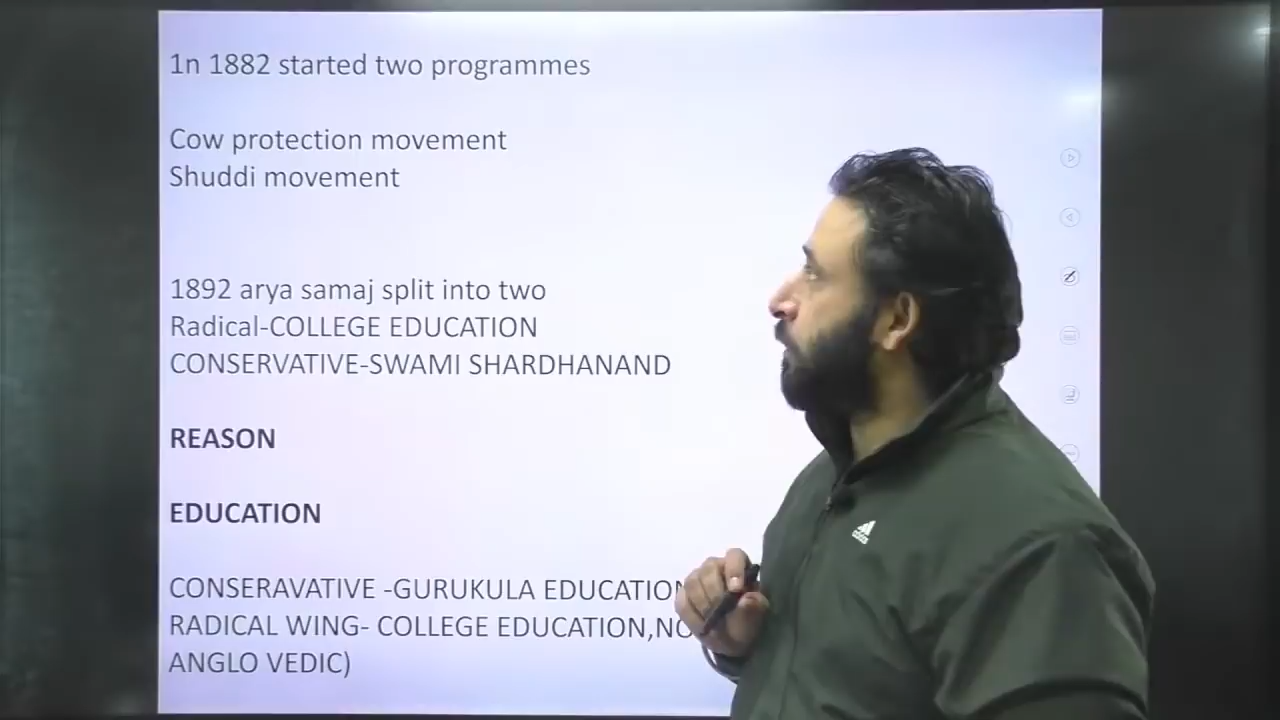 1n 1882 started two programmes
Cow protection movement
Shuddi movement
1892 arya samaj split into two
Radical-COLLEGE EDUCATION
CONSERVATIVE-SWAMI SHARDHANAND
REASON
EDUCATION
CONSERAVATIVE -GURUKULA EDUCATION
RADICAL WING- COLLEGE EDUCATION,NO
ANGLO VEDIC)
adidas